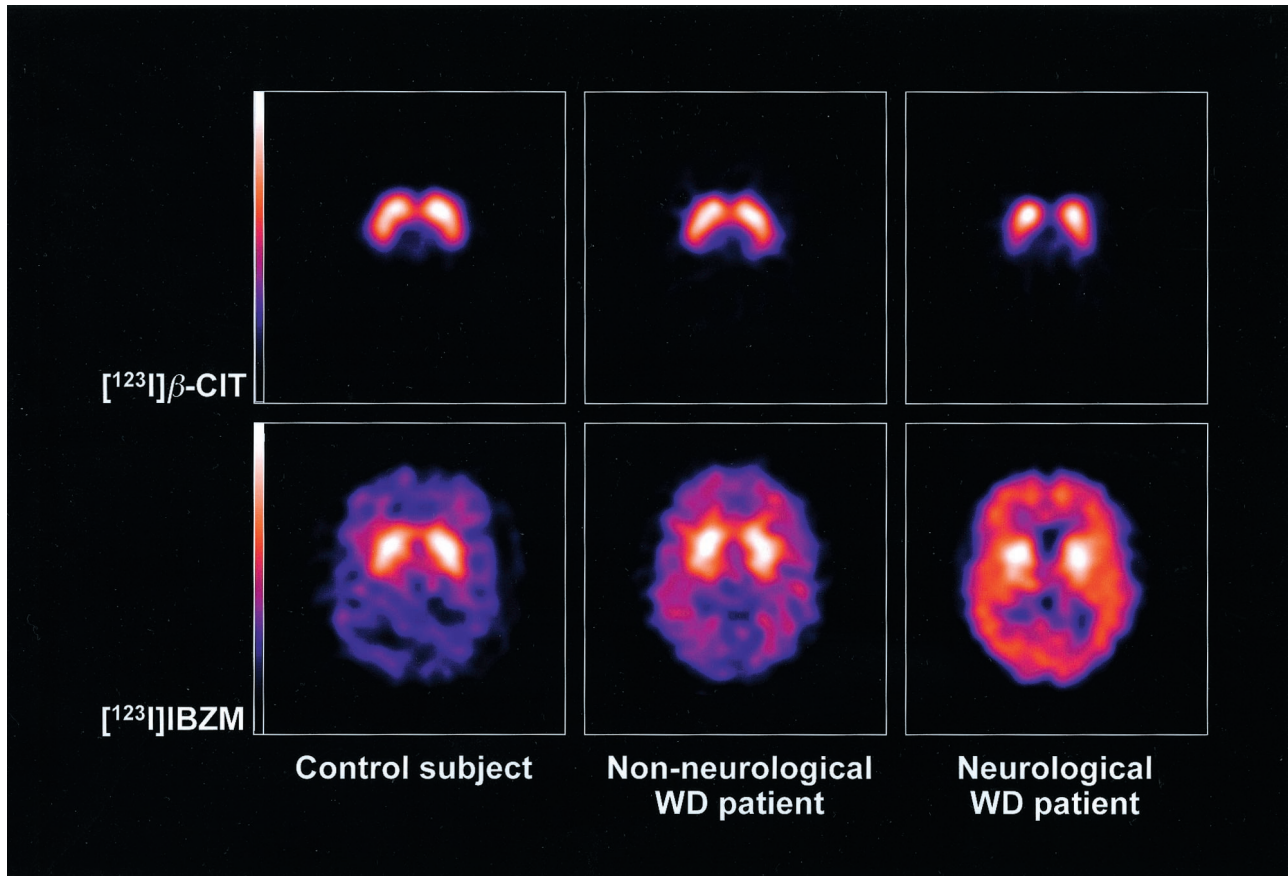 [¹²³I]β-CIT
[¹²³I]IBZM
Control subject
Non-neurological
WD patient
Neurological
WD patient